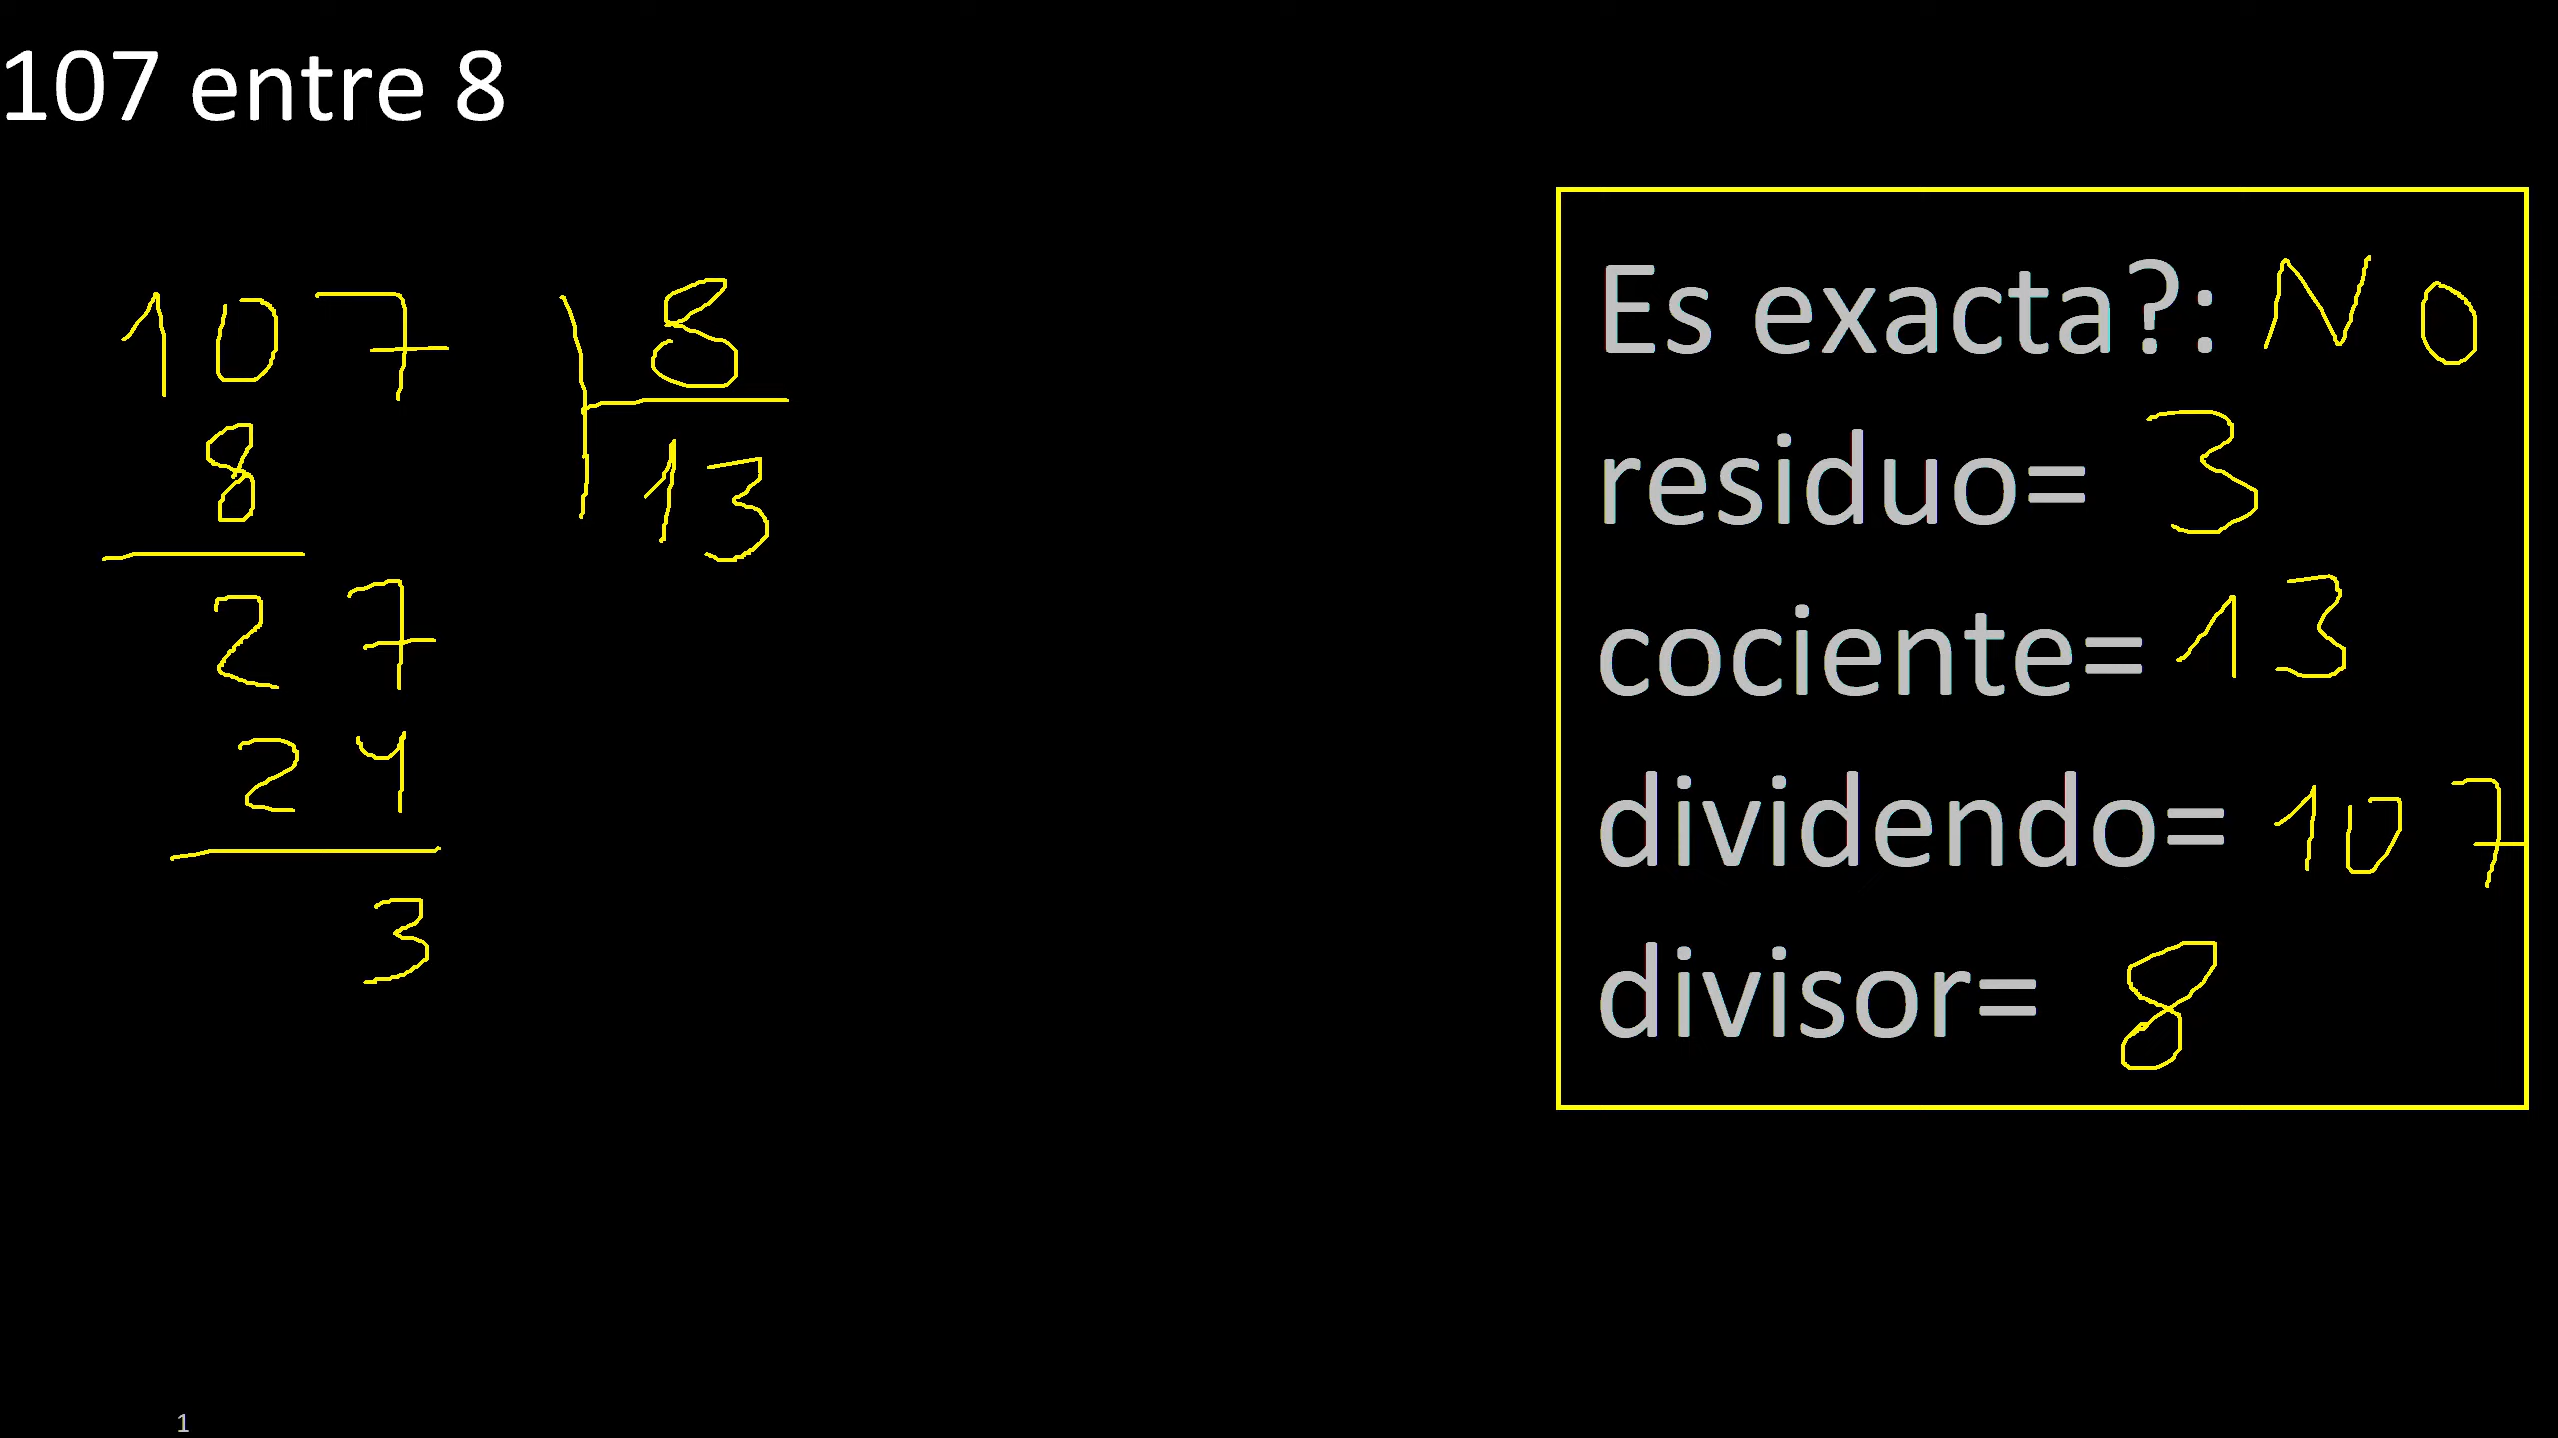 107 entre 8
107 8
8 13
27
24
3
Es exacta?: NO
residuo= 3
cociente= 13
dividendo= 107
divisor= 8
1